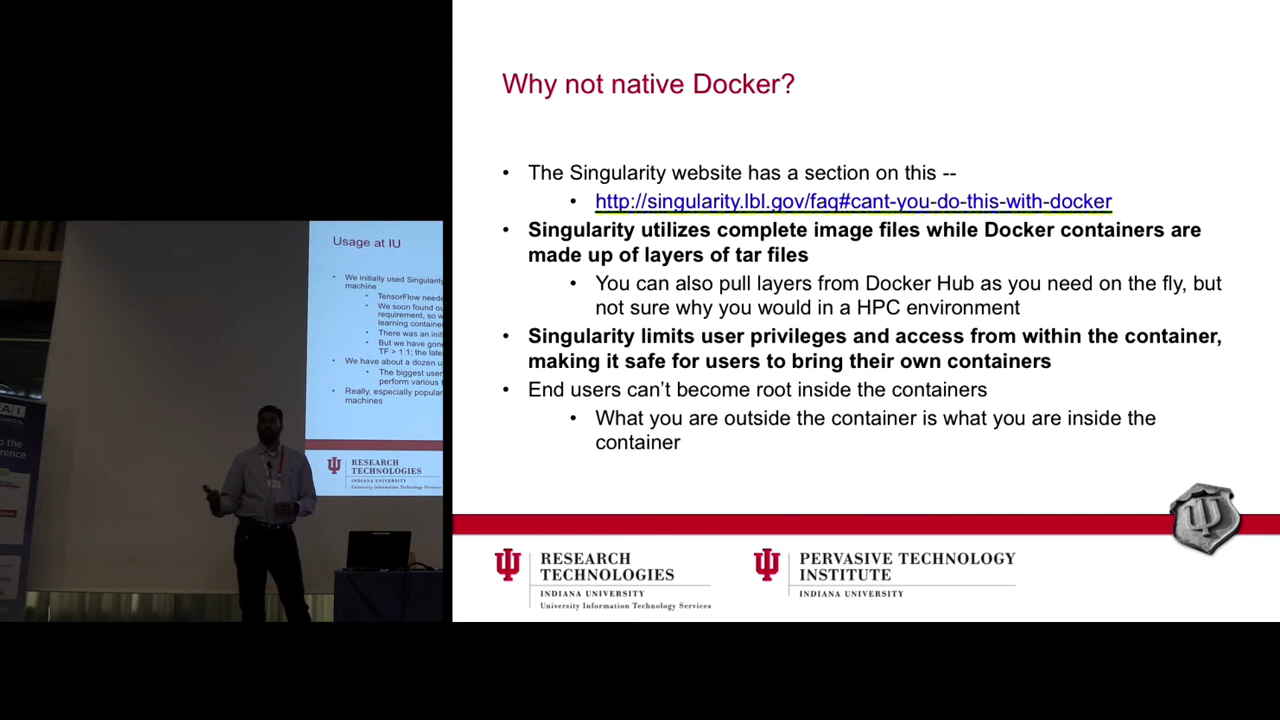 Why not native Docker?
• The Singularity website has a section on this --
• http://singularity.lbl.gov/faq#cant-you-do-this-with-docker
• Singularity utilizes complete image files while Docker containers are
made up of layers of tar files
• You can also pull layers from Docker Hub as you need on the fly, but
not sure why you would in a HPC environment
• Singularity limits user privileges and access from within the container,
making it safe for users to bring their own containers
• End users can't become root inside the containers
• What you are outside the container is what you are inside the
container
RESEARCH
TECHNOLOGIES
INDIANA UNIVERSITY
University Information Technology Services
PERVASIVE TECHNOLOGY
INSTITUTE
INDIANA UNIVERSITY
Usage at IU
• We initially used Singularity
machine
• TensorFlow
• We soon found
requirement, so
learning
• There was an
• But we have
TF > 1.1; the
• We have about a dozen
• The biggest
perform various
• Really, especially
machines
RESEARCH
TECHNOLOGIES
INDIANA UNIVERSITY
University Information Technology Services